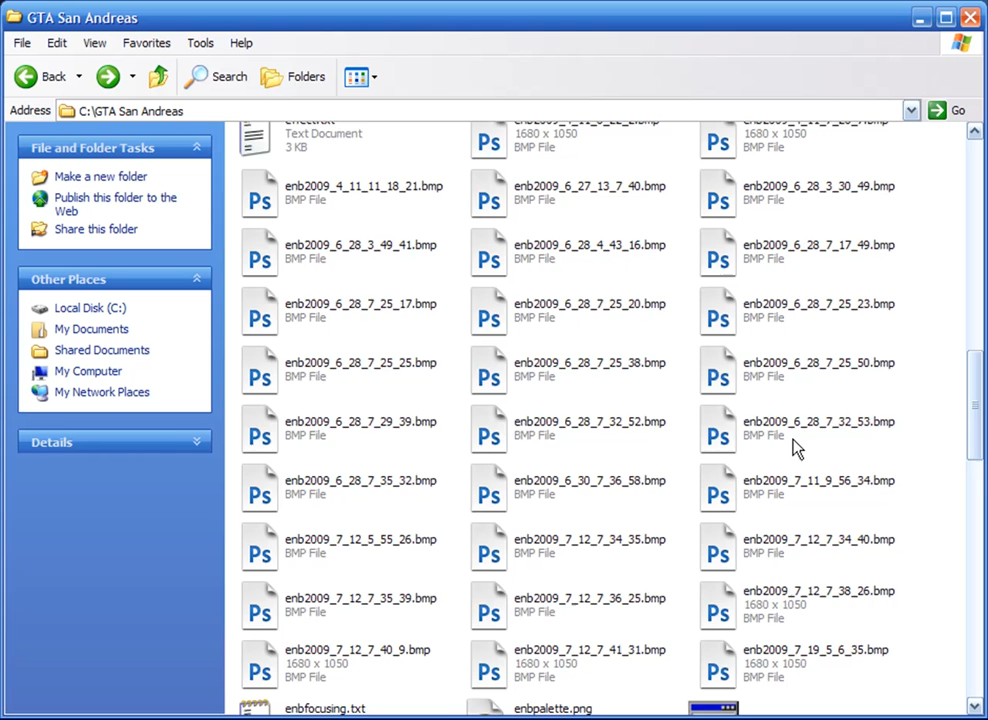 GTA San Andreas
File Edit View Favorites Tools Help
Back Search Folders
Address C:\GTA San Andreas Go
File and Folder Tasks
Make a new folder
Publish this folder to the
Web
Share this folder
Other Places
Local Disk (C:)
My Documents
Shared Documents
My Computer
My Network Places
Details
Text Document 1680 x 1050 1680 x 1050
3 KB BMP File BMP File
enb2009_4_11_11_18_21.bmp enb2009_6_27_13_7_40.bmp enb2009_6_28_3_30_49.bmp
BMP File BMP File BMP File
enb2009_6_28_3_49_41.bmp enb2009_6_28_4_43_16.bmp enb2009_6_28_7_17_49.bmp
BMP File BMP File BMP File
enb2009_6_28_7_25_17.bmp enb2009_6_28_7_25_20.bmp enb2009_6_28_7_25_23.bmp
BMP File BMP File BMP File
enb2009_6_28_7_25_25.bmp enb2009_6_28_7_25_38.bmp enb2009_6_28_7_25_50.bmp
BMP File BMP File BMP File
enb2009_6_28_7_29_39.bmp enb2009_6_28_7_32_52.bmp enb2009_6_28_7_32_53.bmp
BMP File BMP File BMP File
enb2009_6_28_7_35_32.bmp enb2009_6_30_7_36_58.bmp enb2009_7_11_9_56_34.bmp
BMP File BMP File BMP File
enb2009_7_12_5_55_26.bmp enb2009_7_12_7_34_35.bmp enb2009_7_12_7_34_40.bmp
BMP File BMP File BMP File
enb2009_7_12_7_35_39.bmp enb2009_7_12_7_36_25.bmp enb2009_7_12_7_38_26.bmp
BMP File BMP File 1680 x 1050
BMP File
enb2009_7_12_7_40_9.bmp enb2009_7_12_7_41_31.bmp enb2009_7_19_5_6_35.bmp
1680 x 1050 1680 x 1050 1680 x 1050
BMP File BMP File BMP File
enbfocusing.txt enbpalette.png